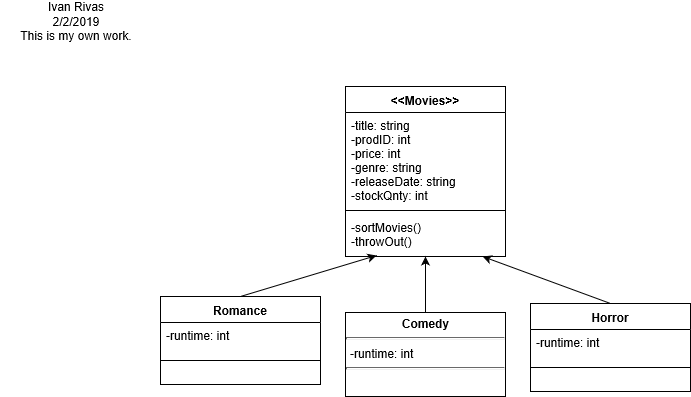 Ivan Rivas
2/2/2019
This is my own work.
<<Movies>>
-title: string
-prodID: int
-price: int
-genre: string
-releaseDate: string
-stockQnty: int
-sortMovies()
-throwOut()
Romance
-runtime: int
Comedy
-runtime: int
Horror
-runtime: int